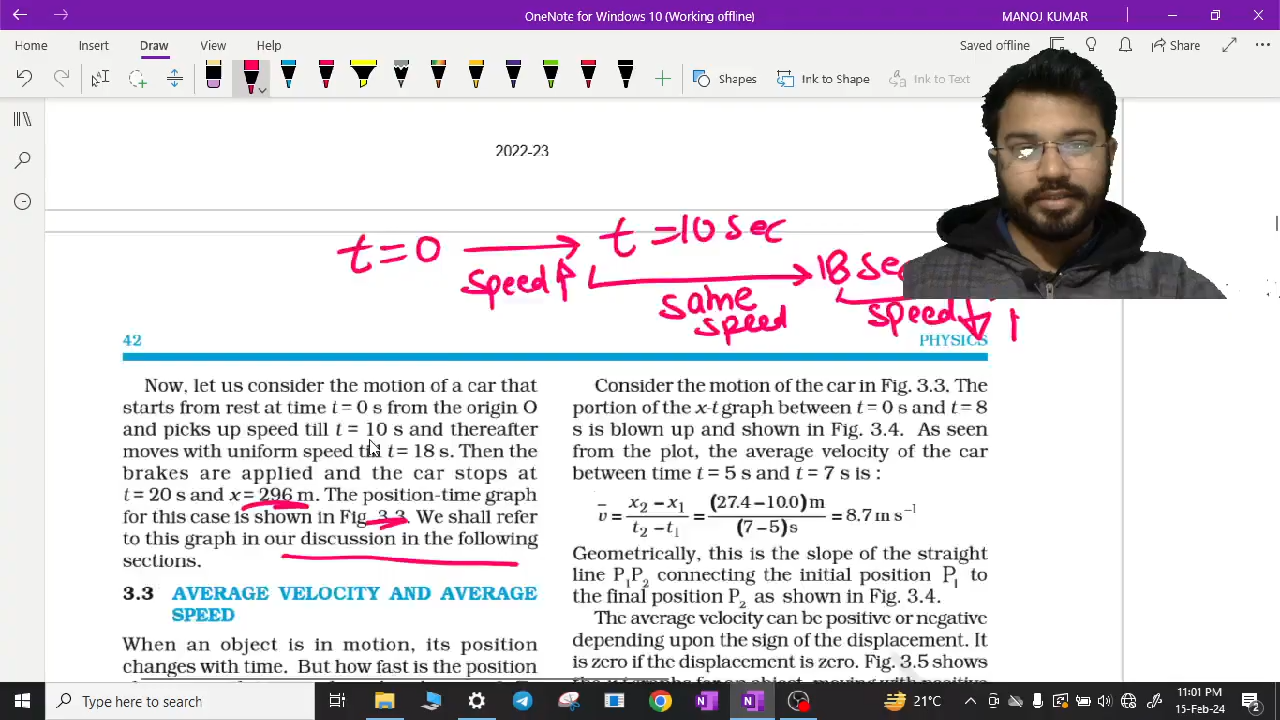 OneNote for Windows 10 (Working offline)
MANOJ KUMAR
Home Insert Draw View Help
Saved offline
Share
Shapes
Ink to Shape
Ink to Text
2022-23
t=0
speed↑
t=10 sec
same
speed
18 sec
speed↓
42
PHYSICS
Now, let us consider the motion of a car that
starts from rest at time t = 0 s from the origin O
and picks up speed till t = 10 s and thereafter
moves with uniform speed till t = 18 s. Then the
brakes are applied and the car stops at
t = 20 s and x = 296 m. The position-time graph
for this case is shown in Fig. 3.3. We shall refer
to this graph in our discussion in the following
sections.
3.3 AVERAGE VELOCITY AND AVERAGE
SPEED
When an object is in motion, its position
changes with time. But how fast is the position
Consider the motion of the car in Fig. 3.3. The
portion of the x-t graph between t = 0 s and t = 8
s is blown up and shown in Fig. 3.4. As seen
from the plot, the average velocity of the car
between time t = 5 s and t = 7 s is :
v̄ = (x₂ – x₁)/(t₂ – t₁) = (27.4–10.0) m/(7–5) s = 8.7 m s⁻¹
Geometrically, this is the slope of the straight
line P₁P₂ connecting the initial position P₁ to
the final position P₂ as shown in Fig. 3.4.
The average velocity can be positive or negative
depending upon the sign of the displacement. It
is zero if the displacement is zero. Fig. 3.5 shows
Type here to search
21°C
11:01 PM
15-Feb-24
2